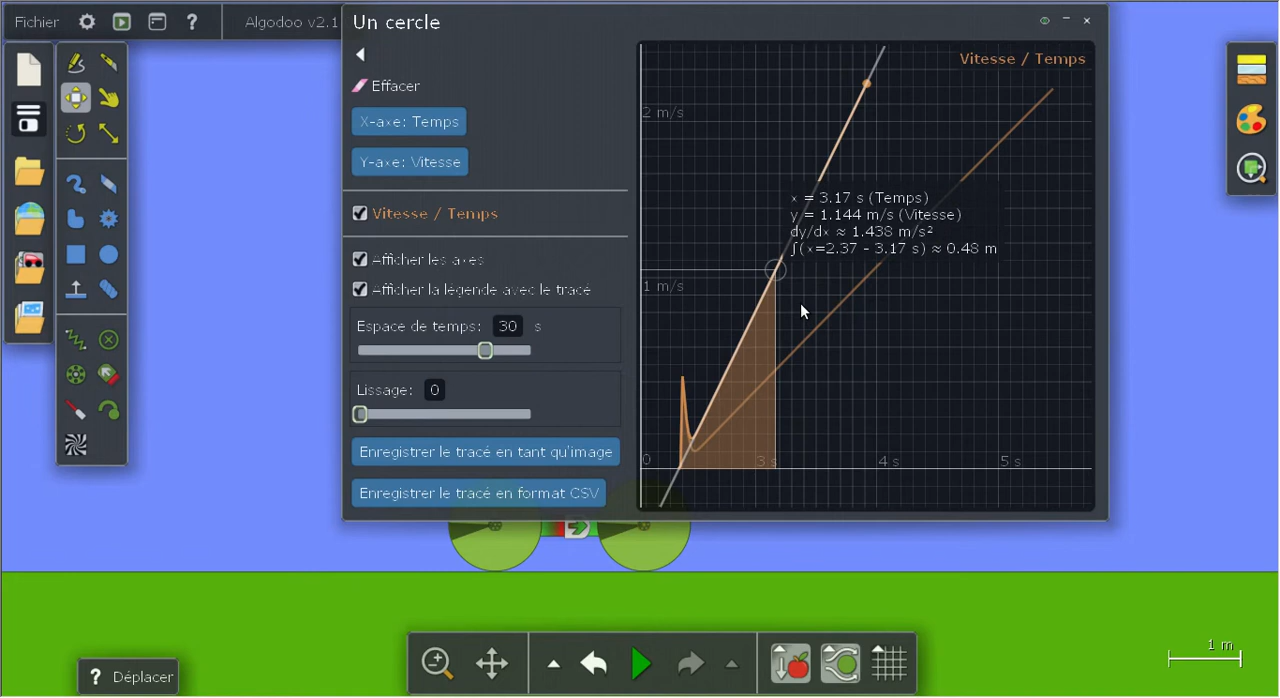 Fichier
?
Algodoo v2.1
Un cercle
Effacer
X-axe: Temps
Y-axe: Vitesse
Vitesse / Temps
Afficher les axes
Afficher la légende avec le tracé
Espace de temps: 30 s
Lissage: 0
Enregistrer le tracé en tant qu'image
Enregistrer le tracé en format CSV
Vitesse / Temps
2 m/s
x = 3.17 s (Temps)
y = 1.144 m/s (Vitesse)
dy/dx ≈ 1.438 m/s²
∫(x=2.37 - 3.17 s) ≈ 0.48 m
1 m/s
0
3 s
4 s
5 s
1 m
? Déplacer